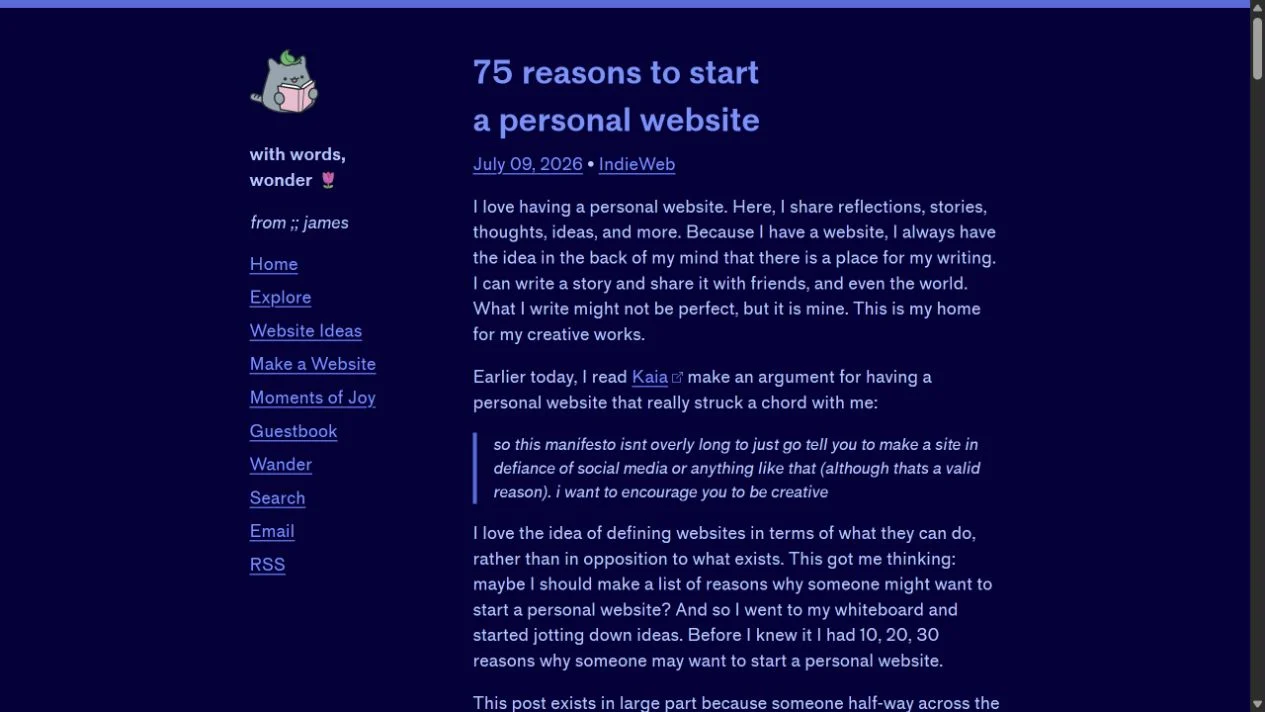 with words,
wonder 🌷
from ;; james
Home
Explore
Website Ideas
Make a Website
Moments of Joy
Guestbook
Wander
Search
Email
RSS
75 reasons to start
a personal website
July 09, 2026 • IndieWeb
I love having a personal website. Here, I share reflections, stories,
thoughts, ideas, and more. Because I have a website, I always have
the idea in the back of my mind that there is a place for my writing.
I can write a story and share it with friends, and even the world.
What I write might not be perfect, but it is mine. This is my home
for my creative works.
Earlier today, I read Kaia make an argument for having a
personal website that really struck a chord with me:
so this manifesto isnt overly long to just go tell you to make a site in
defiance of social media or anything like that (although thats a valid
reason). i want to encourage you to be creative
I love the idea of defining websites in terms of what they can do,
rather than in opposition to what exists. This got me thinking:
maybe I should make a list of reasons why someone might want to
start a personal website? And so I went to my whiteboard and
started jotting down ideas. Before I knew it I had 10, 20, 30
reasons why someone may want to start a personal website.
This post exists in large part because someone half-way across the